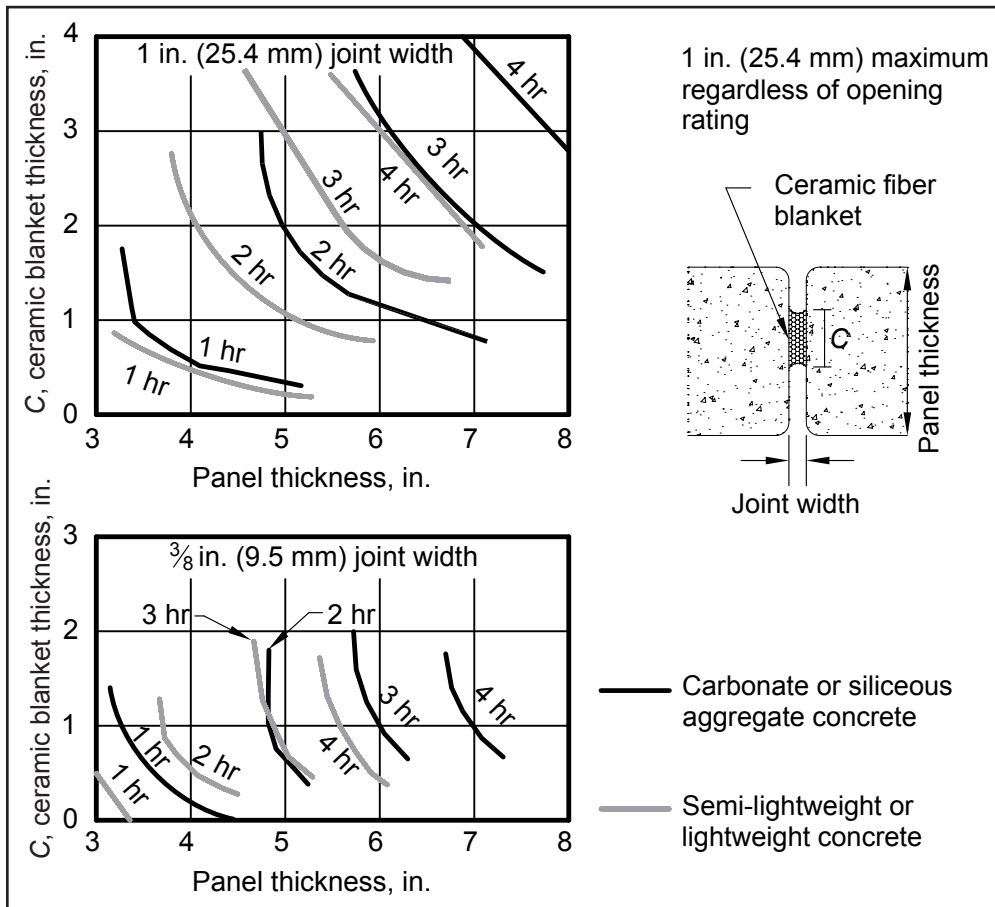 C, ceramic blanket thickness, in.
4
3
2
1
0
1 in. (25.4 mm) joint width
4 hr
3 hr
4 hr
3 hr
2 hr
2 hr
1 hr
1 hr
3 4 5 6 7 8
Panel thickness, in.
1 in. (25.4 mm) maximum
regardless of opening
rating
Ceramic fiber
blanket
C
Panel thickness
Joint width
C, ceramic blanket thickness, in.
3
2
1
0
⅜ in. (9.5 mm) joint width
3 hr
2 hr
1 hr
1 hr
2 hr
4 hr
3 hr
4 hr
3 4 5 6 7 8
Panel thickness, in.
Carbonate or siliceous
aggregate concrete
Semi-lightweight or
lightweight concrete